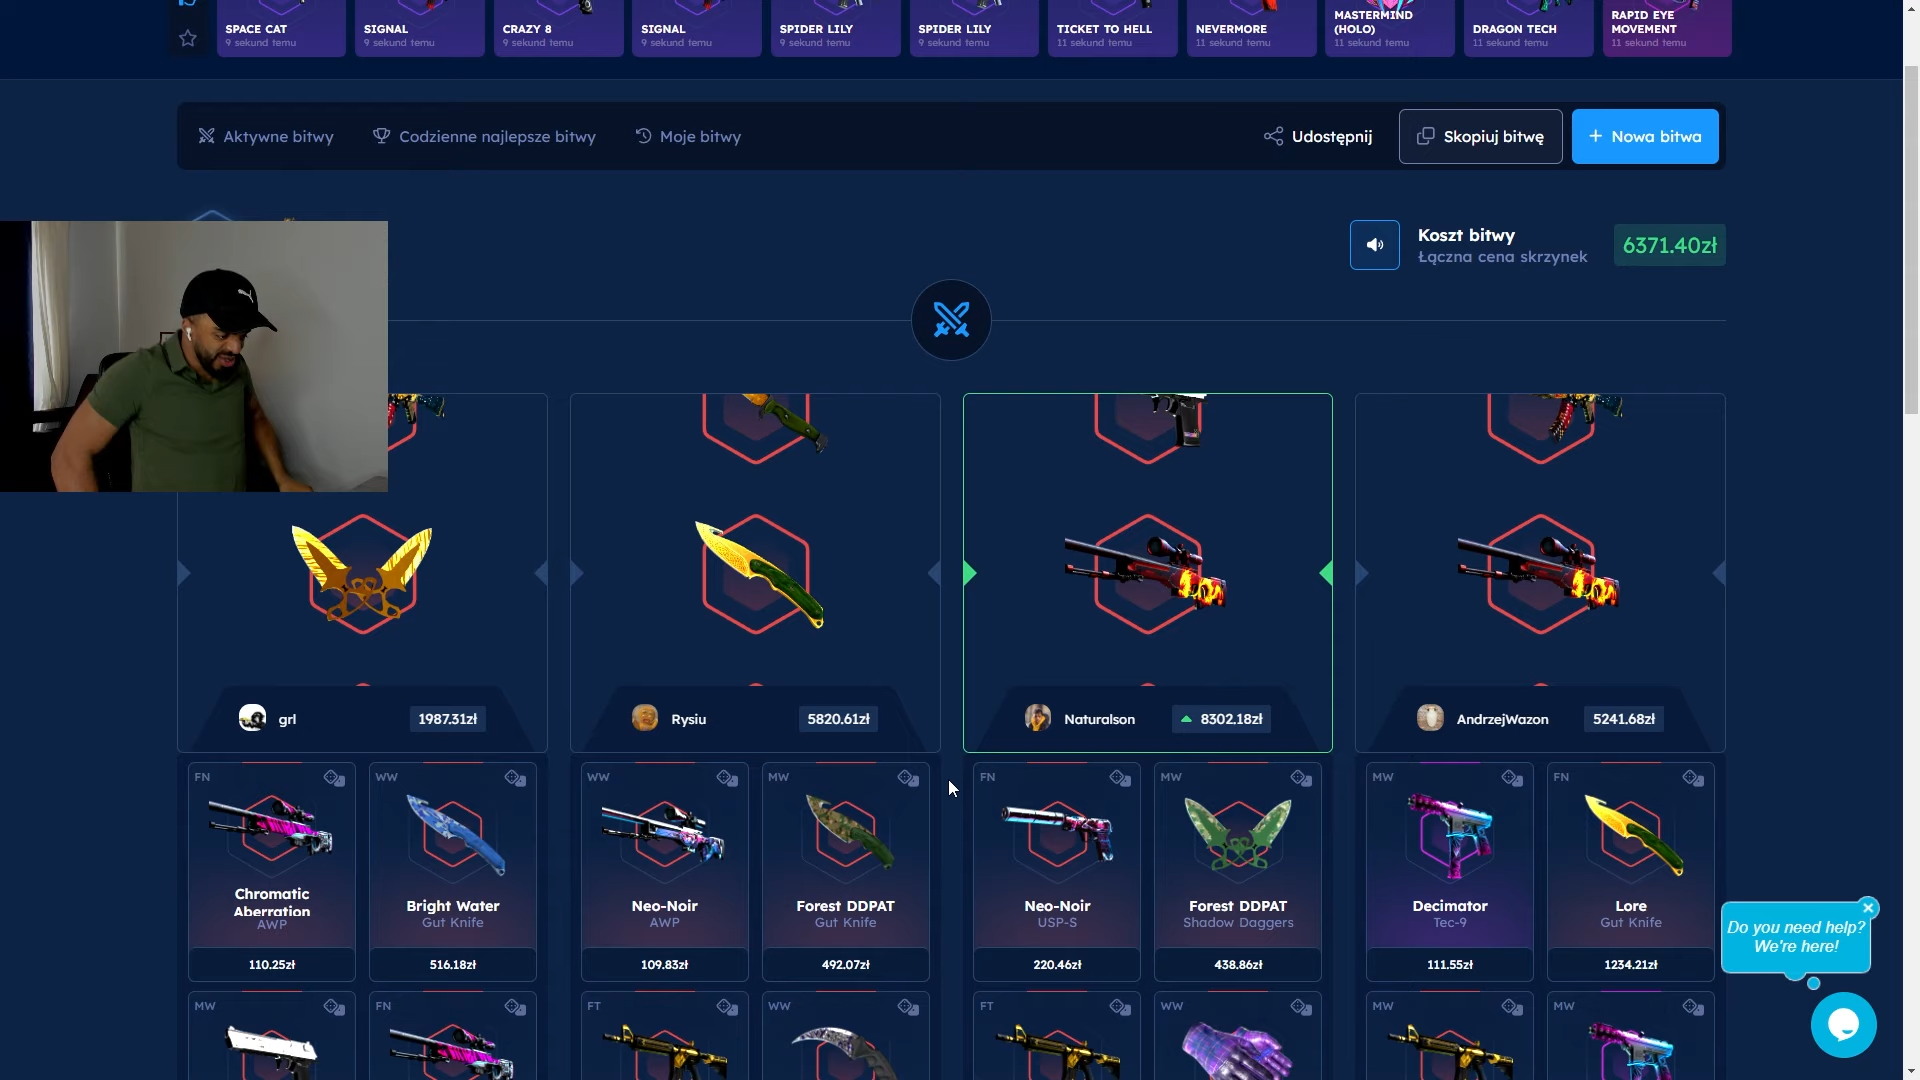 SPACE CAT
9 sekund temu
SIGNAL
9 sekund temu
CRAZY 8
9 sekund temu
SIGNAL
9 sekund temu
SPIDER LILY
9 sekund temu
SPIDER LILY
9 sekund temu
TICKET TO HELL
11 sekund temu
NEVERMORE
11 sekund temu
MASTERMIND
(HOLO)
11 sekund temu
DRAGON TECH
11 sekund temu
RAPID EYE
MOVEMENT
11 sekund temu
Aktywne bitwy
Codzienne najlepsze bitwy
Moje bitwy
Udostępnij
Skopiuj bitwę
+ Nowa bitwa
Koszt bitwy
Łączna cena skrzynek
6371.40zł
grl
1987.31zł
Rysiu
5820.61zł
Naturalson
8302.18zł
AndrzejWazon
5241.68zł
FN
Chromatic
Aberration
AWP
110.25zł
WW
Bright Water
Gut Knife
516.18zł
WW
Neo-Noir
AWP
109.83zł
MW
Forest DDPAT
Gut Knife
492.07zł
FN
Neo-Noir
USP-S
220.46zł
MW
Forest DDPAT
Shadow Daggers
438.86zł
MW
Decimator
Tec-9
111.55zł
FN
Lore
Gut Knife
1234.21zł
MW
FN
FT
WW
FT
WW
MW
MW
Do you need help?
We're here!